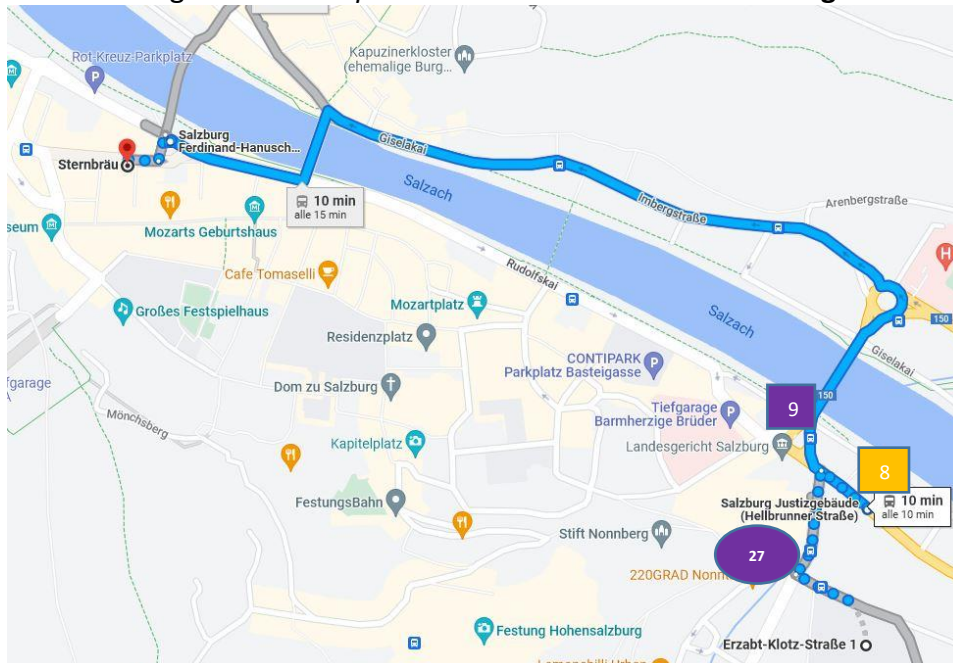 Kapuzinerkloster
(ehemalige Burg...
Rot-Kreuz-Parkplatz
P
Salzburg
Ferdinand-Hanusch...
Sternbräu
Giselakai
Salzach
Imbergstraße
Arenbergstraße
H
10 min
alle 15 min
Mozarts Geburtshaus
seum
Cafe Tomaselli
Rudolfskai
Mozartplatz
Großes Festspielhaus
Residenzplatz
Salzach
150
Giselakai
CONTIPARK
Parkplatz Basteigasse
P
fgarage
Dom zu Salzburg
150
Mönchsberg
9
Tiefgarage
Barmherzige Brüder
P
Kapitelplatz
Landesgericht Salzburg
8
FestungsBahn
Salzburg Justizgebäude
(Hellbrunner Straße)
10 min
alle 10 min
Stift Nonnberg
27
220GRAD Nonn
Festung Hohensalzburg
Erzabt-Klotz-Straße 1